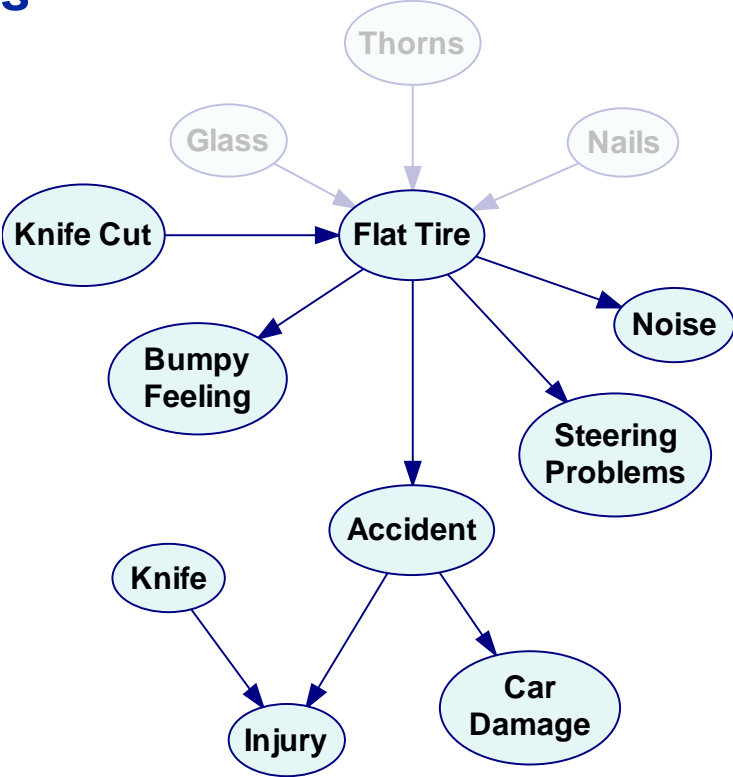 s
Thorns
Glass
Nails
Knife Cut
Flat Tire
Noise
Bumpy
Feeling
Steering
Problems
Accident
Knife
Car
Damage
Injury